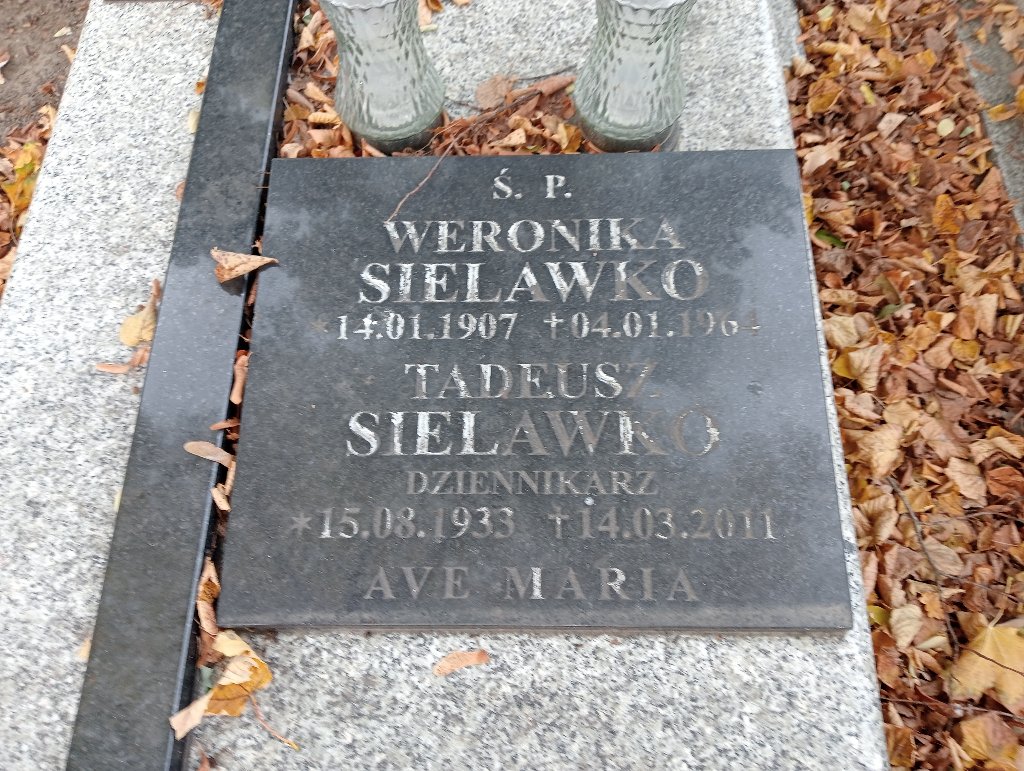 Ś. P.
WERONIKA
SIELAWKO
*14.01.1907 †04.01.1964
TADEUSZ
SIELAWKO
DZIENNIKARZ
*15.08.1933 †14.03.2011
AVE MARIA